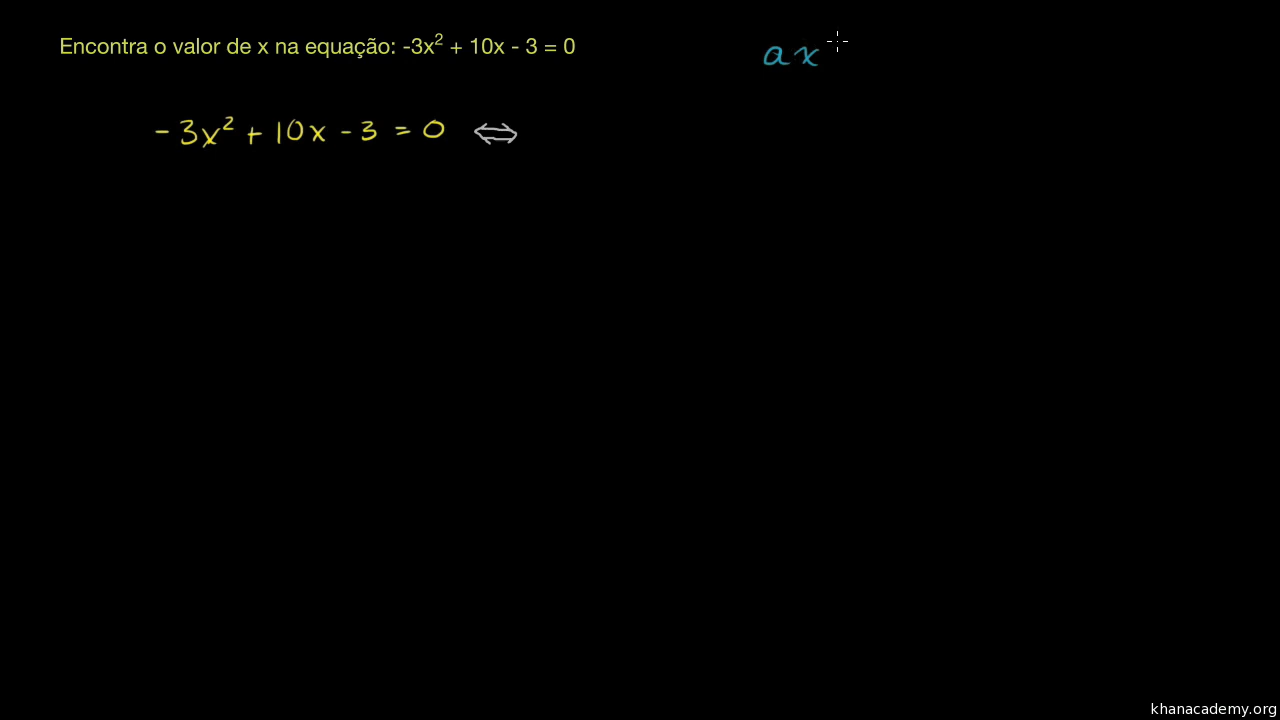 Encontra o valor de x na equação: -3x² + 10x - 3 = 0
ax
-3x² + 10x - 3 = 0 ⇔
khanacademy.org